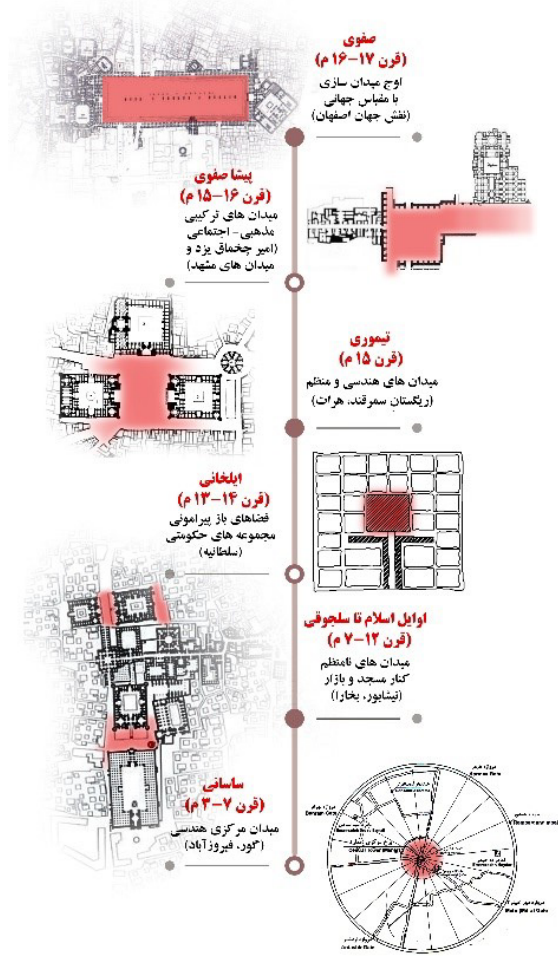 صفوی
(قرن ۱۷-۱۶ م)
اوج میدان سازی
با مقیاس جهانی
(نقش جهان اصفهان)
پیشا صفوی
(قرن ۱۶-۱۵ م)
میدان های ترکیبی
مذهبی- اجتماعی
(امیر چخماق یزد و
میدان های مشهد)
تیموری
(قرن ۱۵ م)
میدان های هندسی و منظم
(ریگستان سمرقند، هرات)
ایلخانی
(قرن ۱۴-۱۳ م)
فضاهای باز پیرامونی
مجموعه های حکومتی
(سلطانیه)
اوایل اسلام تا سلجوقی
(قرن ۱۲-۷ م)
میدان های نامنظم
کنار مسجد و بازار
(نیشابور، بخارا)
ساسانی
(قرن ۷-۳ م)
میدان مرکزی هندسی
(گور، فیروزآباد)